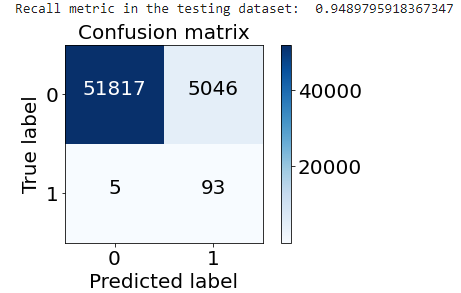 Recall metric in the testing dataset:  0.9489795918367347
Confusion matrix
True label
0
51817
5046
40000
20000
1
5
93
0
1
Predicted label